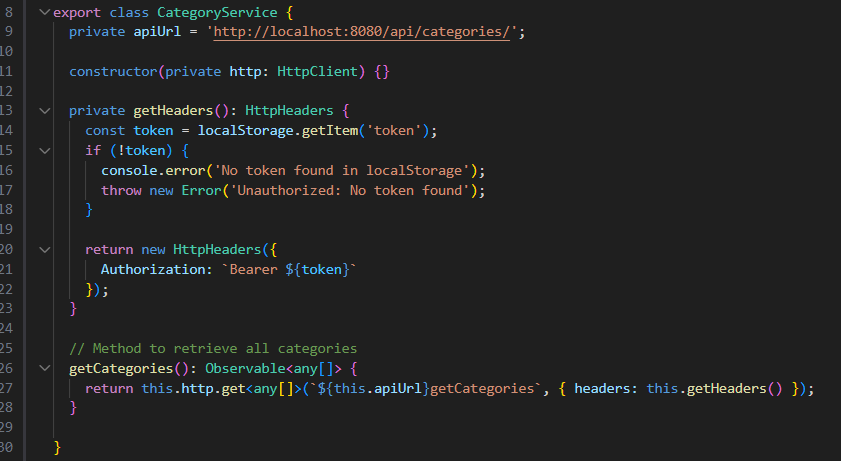 8 export class CategoryService {
9 private apiUrl = 'http://localhost:8080/api/categories/';
10
11 constructor(private http: HttpClient) {}
12
13 private getHeaders(): HttpHeaders {
14 const token = localStorage.getItem('token');
15 if (!token) {
16 console.error('No token found in localStorage');
17 throw new Error('Unauthorized: No token found');
18 }
19
20 return new HttpHeaders({
21 Authorization: `Bearer ${token}`
22 });
23 }
24
25 // Method to retrieve all categories
26 getCategories(): Observable<any[]> {
27 return this.http.get<any[]>(`${this.apiUrl}getCategories`, { headers: this.getHeaders() });
28 }
29
30 }